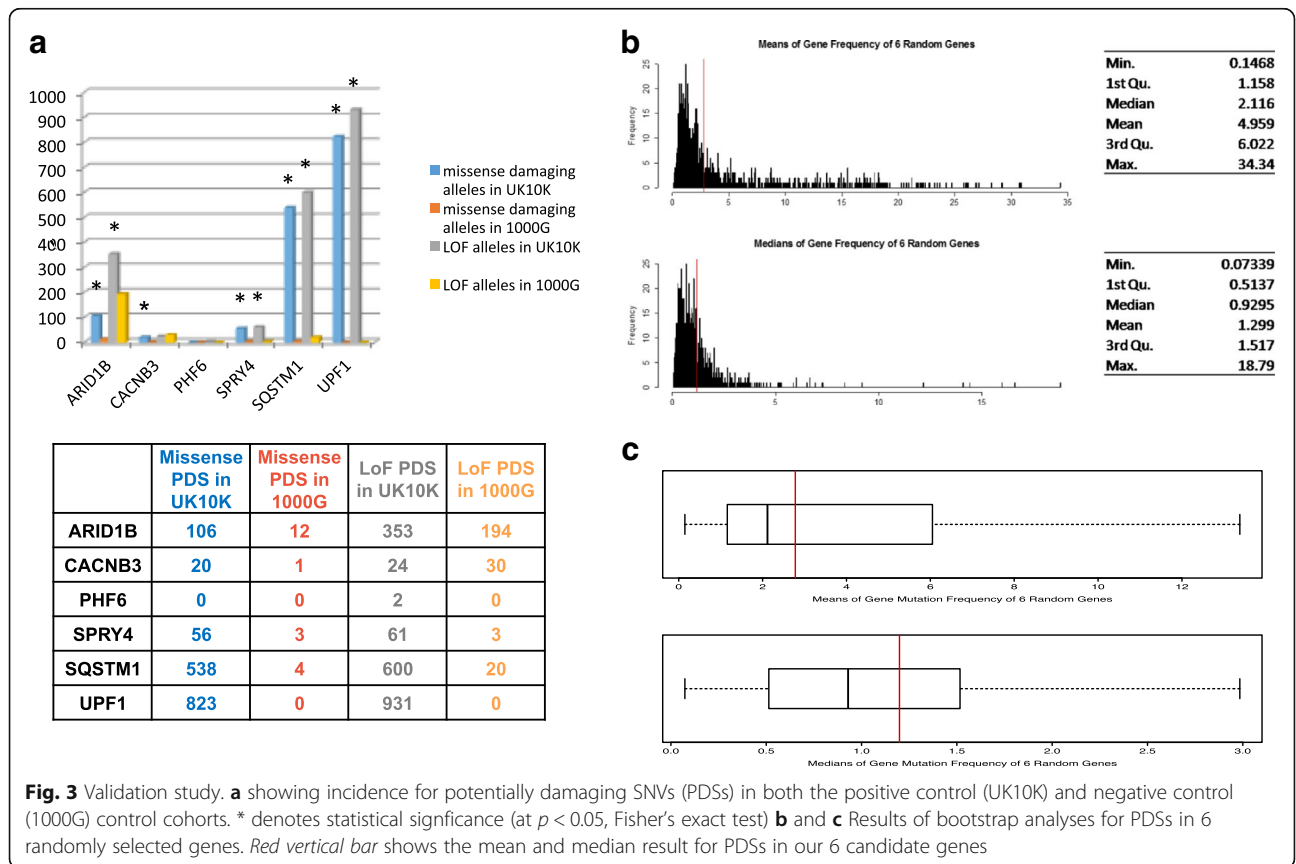 a
1000
900
800
700
600
500
400
300
200
100
0
* * * * * * * * *
ARID1B
CACNB3
PHF6
SPRY4
SQSTM1
UPF1
missense damaging
alleles in UK10K
missense damaging
alleles in 1000G
LOF alleles in UK10K
LOF alleles in 1000G
b
Means of Gene Frequency of 6 Random Genes
Frequency
25
20
15
10
5
0
0 5 10 15 20 25 30 35
Min. 0.1468
1st Qu. 1.158
Median 2.116
Mean 4.959
3rd Qu. 6.022
Max. 34.34
Medians of Gene Frequency of 6 Random Genes
Frequency
25
20
15
10
5
0
0 5 10 15
Min. 0.07339
1st Qu. 0.5137
Median 0.9295
Mean 1.299
3rd Qu. 1.517
Max. 18.79
Missense PDS in UK10K Missense PDS in 1000G LoF PDS in UK10K LoF PDS in 1000G
ARID1B 106 12 353 194
CACNB3 20 1 24 30
PHF6 0 0 2 0
SPRY4 56 3 61 3
SQSTM1 538 4 600 20
UPF1 823 0 931 0
c
0 2 4 6 8 10 12
Means of Gene Mutation Frequency of 6 Random Genes
0.0 0.5 1.0 1.5 2.0 2.5 3.0
Medians of Gene Mutation Frequency of 6 Random Genes
Fig. 3 Validation study. a showing incidence for potentially damaging SNVs (PDSs) in both the positive control (UK10K) and negative control
(1000G) control cohorts. * denotes statistical signficance (at p < 0.05, Fisher's exact test) b and c Results of bootstrap analyses for PDSs in 6
randomly selected genes. Red vertical bar shows the mean and median result for PDSs in our 6 candidate genes